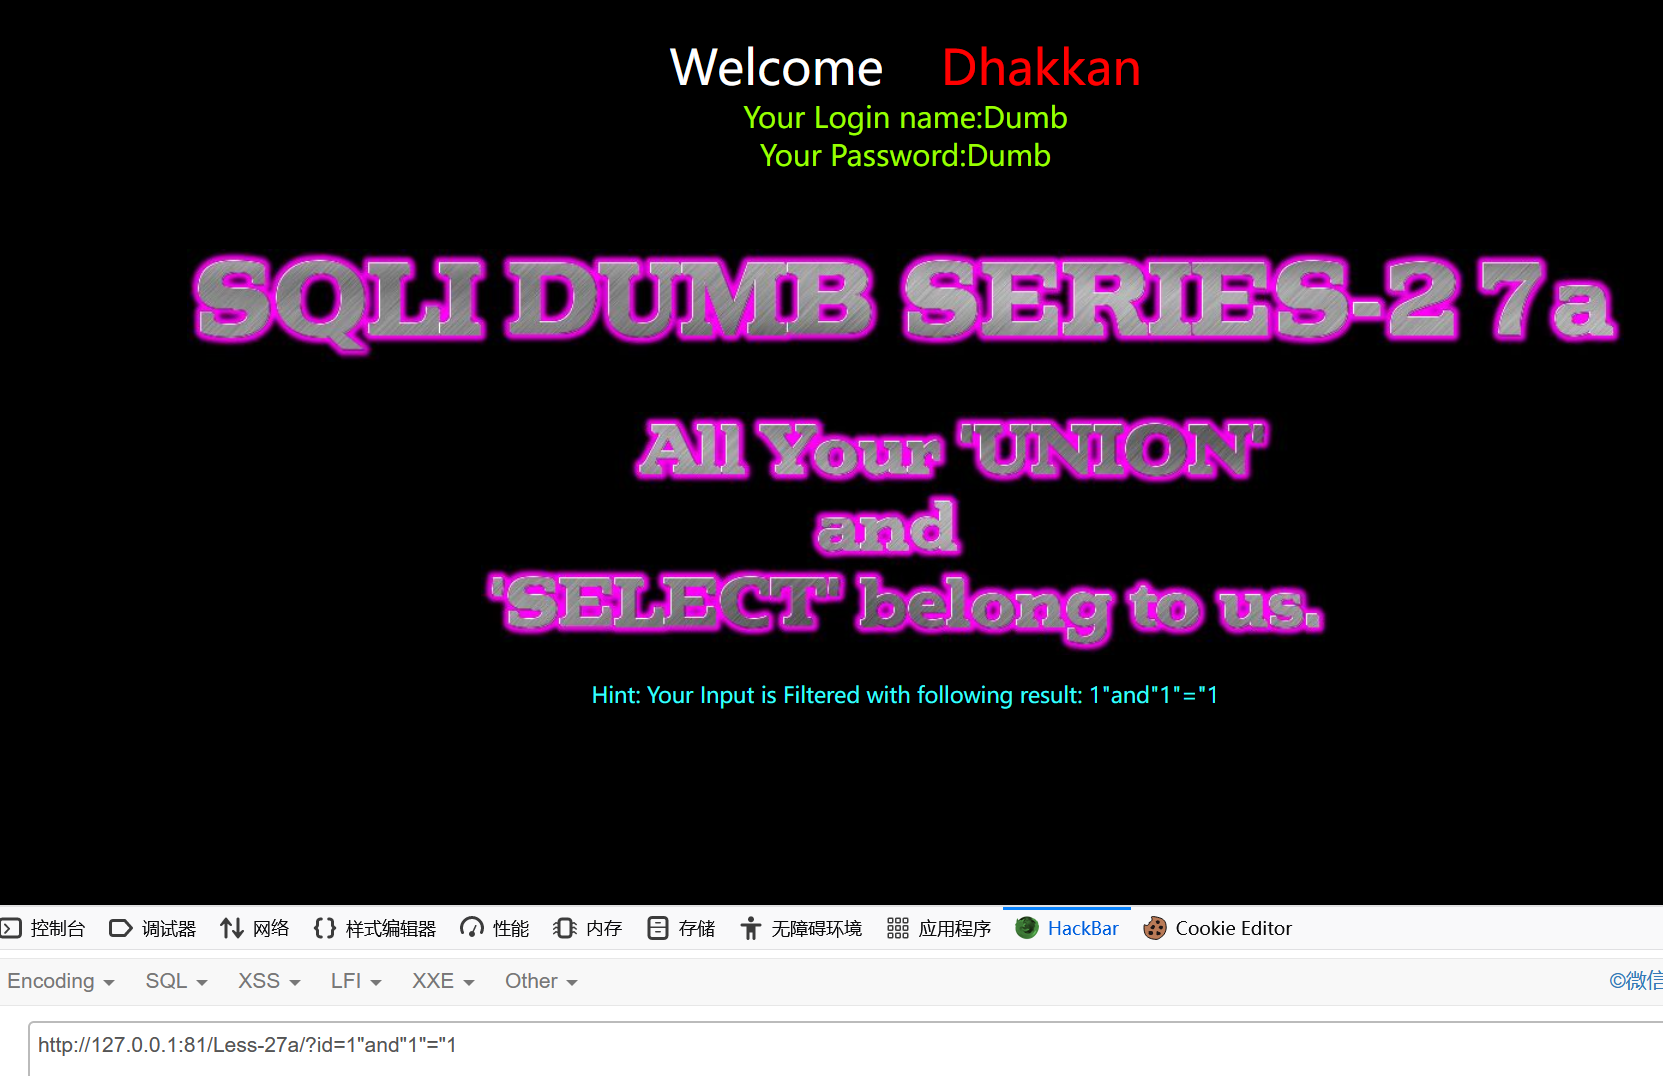 Welcome Dhakkan
Your Login name:Dumb
Your Password:Dumb
SQLI DUMB SERIES-27a
All Your 'UNION'
and
'SELECT' belong to us.
Hint: Your Input is Filtered with following result: 1"and"1"="1
控制台 调试器 网络 样式编辑器 性能 内存 存储 无障碍环境 应用程序 HackBar Cookie Editor
Encoding SQL XSS LFI XXE Other ©微信
http://127.0.0.1:81/Less-27a/?id=1"and"1"="1